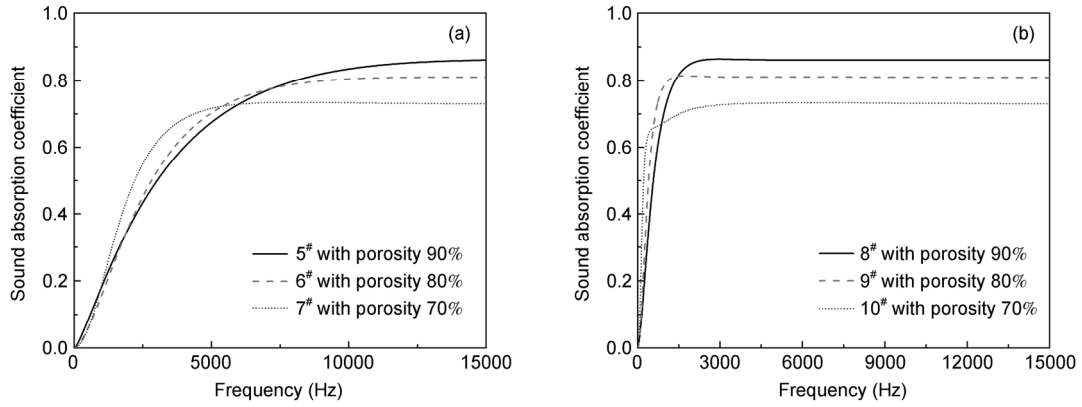 (a)
Sound absorption coefficient
1.0
0.8
0.6
0.4
0.2
0.0
5# with porosity 90%
6# with porosity 80%
7# with porosity 70%
0 2500 5000 7500 10000 12500 15000
Frequency (Hz)
(b)
Sound absorption coefficient
1.0
0.8
0.6
0.4
0.2
0.0
8# with porosity 90%
9# with porosity 80%
10# with porosity 70%
0 3000 6000 9000 12000 15000
Frequency (Hz)